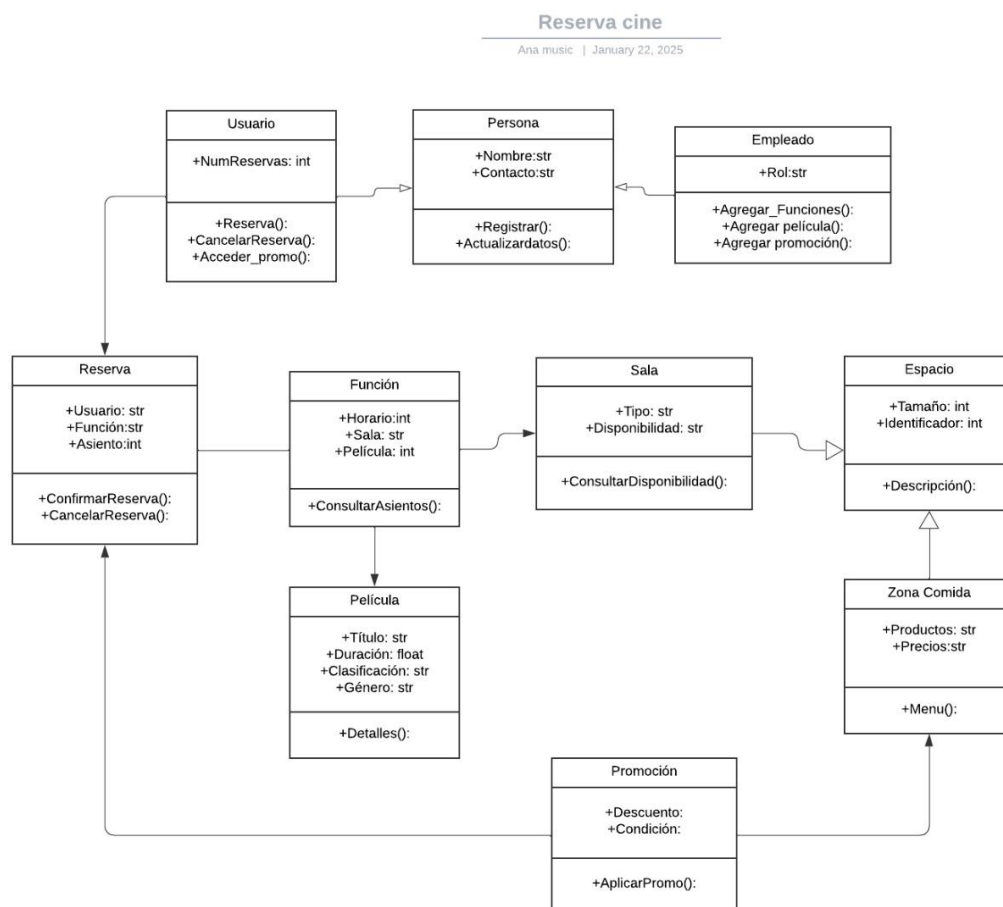 Reserva cine
Ana music | January 22, 2025
Usuario
+NumReservas: int
+Reserva():
+CancelarReserva():
+Acceder_promo():
Persona
+Nombre:str
+Contacto:str
+Registrar():
+Actualizardatos():
Empleado
+Rol:str
+Agregar_Funciones():
+Agregar película():
+Agregar promoción():
Reserva
+Usuario: str
+Función:str
+Asiento:int
+ConfirmarReserva():
+CancelarReserva():
Función
+Horario:int
+Sala: str
+Película: int
+ConsultarAsientos():
Sala
+Tipo: str
+Disponibilidad: str
+ConsultarDisponibilidad():
Espacio
+Tamaño: int
+Identificador: int
+Descripción():
Película
+Título: str
+Duración: float
+Clasificación: str
+Género: str
+Detalles():
Zona Comida
+Productos: str
+Precios:str
+Menu():
Promoción
+Descuento:
+Condición:
+AplicarPromo():